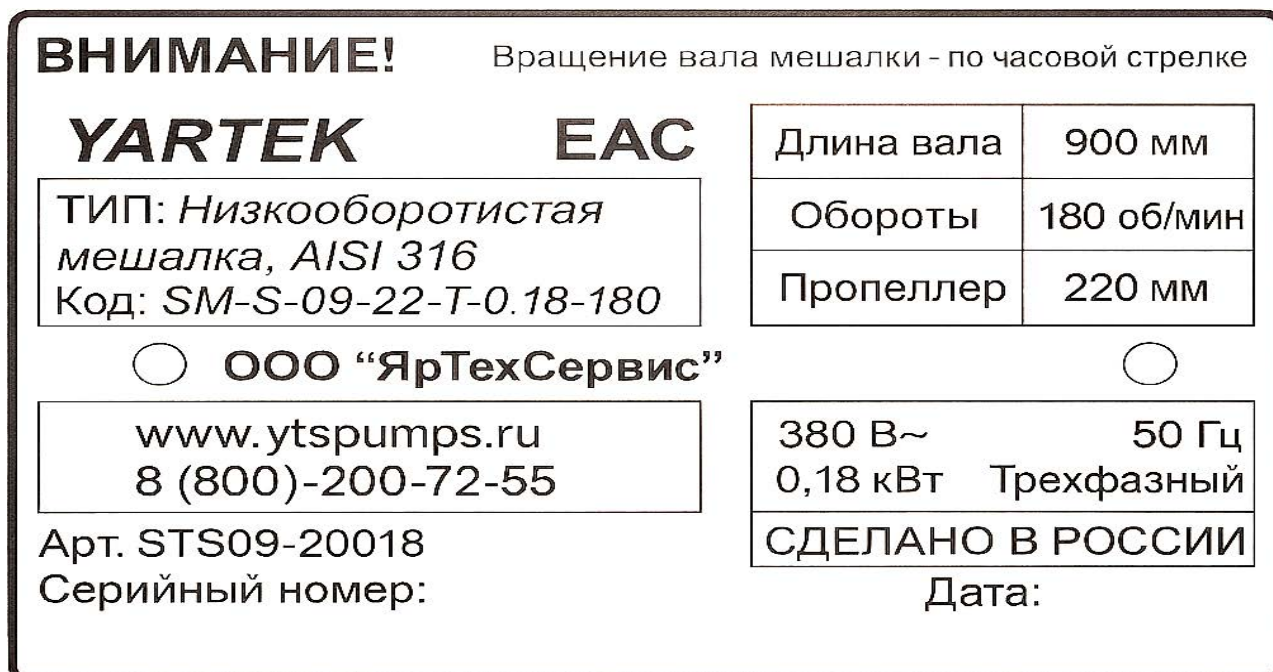 ВНИМАНИЕ! Вращение вала мешалки - по часовой стрелке
YARTEK EAC
ТИП: Низкооборотистая
мешалка, AISI 316
Код: SM-S-09-22-T-0.18-180
Длина вала 900 мм
Обороты 180 об/мин
Пропеллер 220 мм
ООО “ЯрТехСервис”
www.ytspumps.ru
8 (800)-200-72-55
380 В~ 50 Гц
0,18 кВт Трехфазный
СДЕЛАНО В РОССИИ
Арт. STS09-20018
Серийный номер:
Дата: